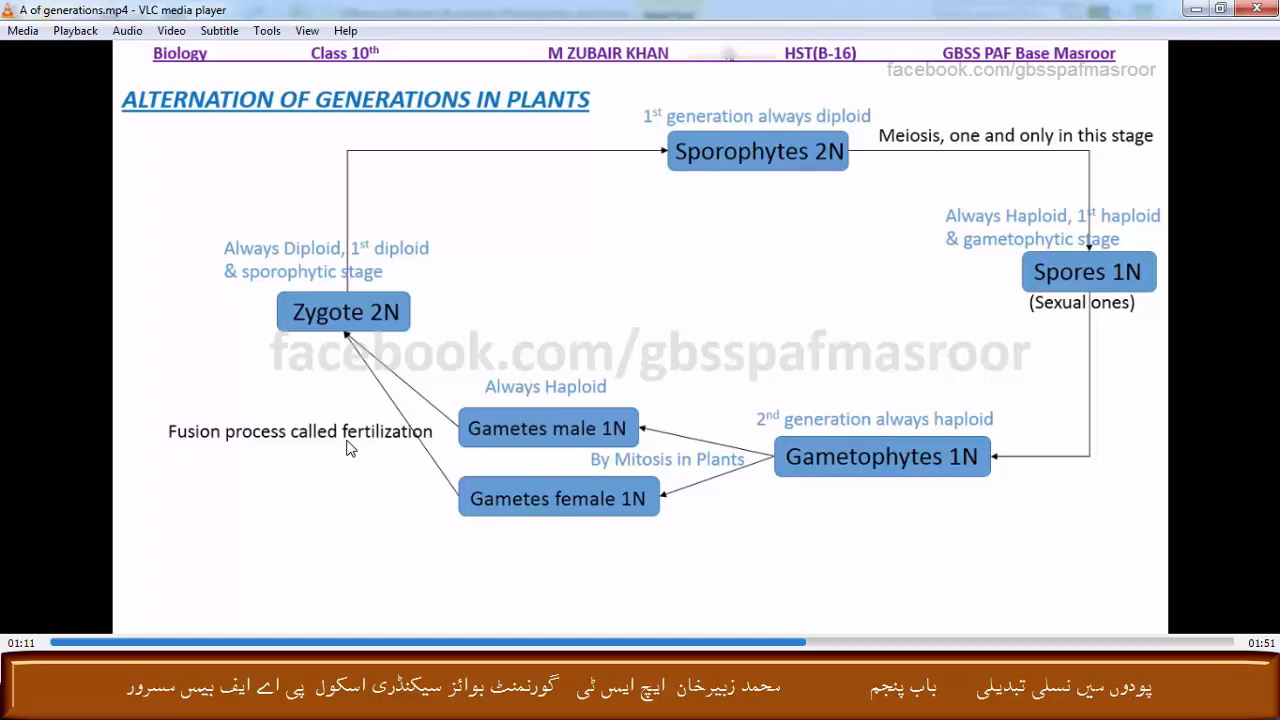 A of generations.mp4 - VLC media player
Media Playback Audio Video Subtitle Tools View Help
Biology Class 10th M ZUBAIR KHAN HST(B-16) GBSS PAF Base Masroor
facebook.com/gbsspafmasroor
ALTERNATION OF GENERATIONS IN PLANTS
1st generation always diploid
Sporophytes 2N
Meiosis, one and only in this stage
Always Haploid, 1st haploid
& gametophytic stage
Spores 1N
(Sexual ones)
Always Diploid, 1st diploid
& sporophytic stage
Zygote 2N
facebook.com/gbsspafmasroor
Always Haploid
Gametes male 1N
2nd generation always haploid
Fusion process called fertilization
By Mitosis in Plants
Gametophytes 1N
Gametes female 1N
01:11 01:51
پودوں میں نسلی تبدیلی باب پنجم محمد زبیرخان ایچ ایس ٹی گورنمنٹ بوائز سیکنڈری اسکول پی اے ایف بیس مسرور